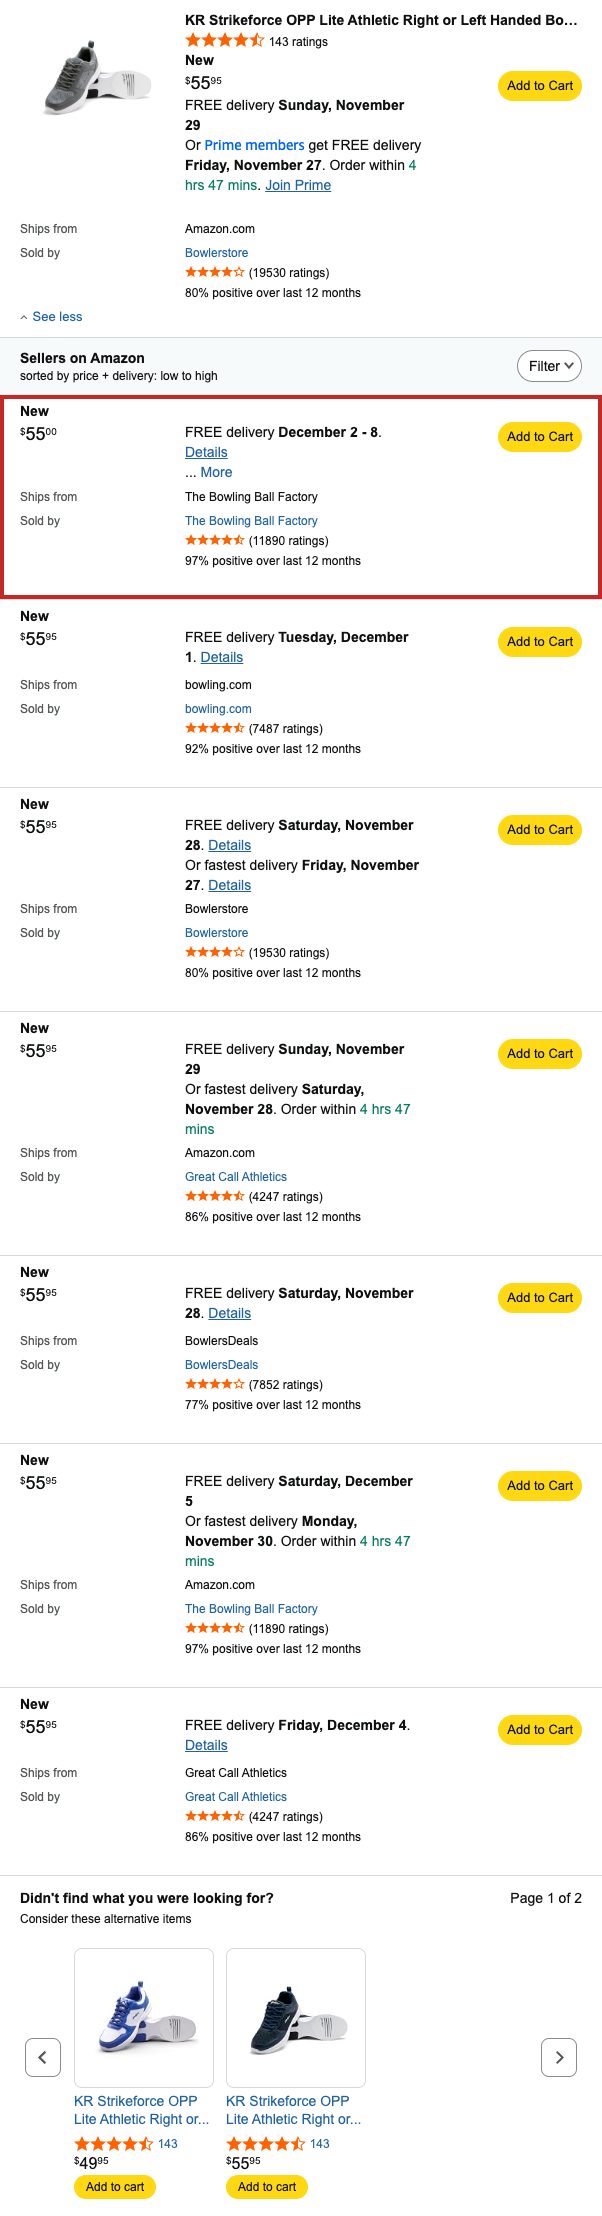 KR Strikeforce OPP Lite Athletic Right or Left Handed Bo...
143 ratings
New
$5595
FREE delivery Sunday, November
29
Or Prime members get FREE delivery
Friday, November 27. Order within 4
hrs 47 mins. Join Prime
Add to Cart
Ships from Amazon.com
Sold by Bowlerstore
(19530 ratings)
80% positive over last 12 months
See less
Sellers on Amazon
sorted by price + delivery: low to high
Filter
New
$5500
FREE delivery December 2 - 8.
Details
... More
Add to Cart
Ships from The Bowling Ball Factory
Sold by The Bowling Ball Factory
(11890 ratings)
97% positive over last 12 months
New
$5595
FREE delivery Tuesday, December
1. Details
Add to Cart
Ships from bowling.com
Sold by bowling.com
(7487 ratings)
92% positive over last 12 months
New
$5595
FREE delivery Saturday, November
28. Details
Or fastest delivery Friday, November
27. Details
Add to Cart
Ships from Bowlerstore
Sold by Bowlerstore
(19530 ratings)
80% positive over last 12 months
New
$5595
FREE delivery Sunday, November
29
Or fastest delivery Saturday,
November 28. Order within 4 hrs 47
mins
Add to Cart
Ships from Amazon.com
Sold by Great Call Athletics
(4247 ratings)
86% positive over last 12 months
New
$5595
FREE delivery Saturday, November
28. Details
Add to Cart
Ships from BowlersDeals
Sold by BowlersDeals
(7852 ratings)
77% positive over last 12 months
New
$5595
FREE delivery Saturday, December
5
Or fastest delivery Monday,
November 30. Order within 4 hrs 47
mins
Add to Cart
Ships from Amazon.com
Sold by The Bowling Ball Factory
(11890 ratings)
97% positive over last 12 months
New
$5595
FREE delivery Friday, December 4.
Details
Add to Cart
Ships from Great Call Athletics
Sold by Great Call Athletics
(4247 ratings)
86% positive over last 12 months
Didn't find what you were looking for?
Page 1 of 2
Consider these alternative items
KR Strikeforce OPP
Lite Athletic Right or...
143
$4995
Add to cart
KR Strikeforce OPP
Lite Athletic Right or...
143
$5595
Add to cart